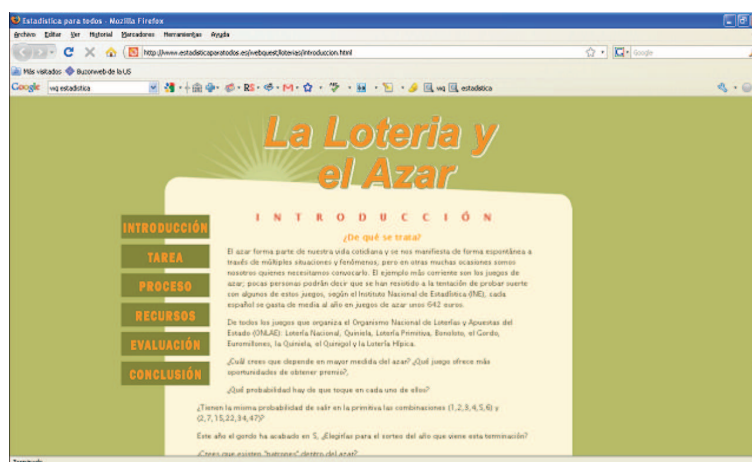 Estadística para todos - Mozilla Firefox
Archivo Editar Ver Historial Marcadores Herramientas Ayuda
http://www.estadisticaparatodos.es/webquest/loterias/introduccion.html
Google
Más visitados Buzonweb de la US
Google wq estadistica wq estadistica
La Loteria y
el Azar
INTRODUCCIÓN
TAREA
PROCESO
RECURSOS
EVALUACIÓN
CONCLUSIÓN
INTRODUCCIÓN
¿De qué se trata?
El azar forma parte de nuestra vida cotidiana y se nos manifiesta de forma espontánea a
través de múltiples situaciones y fenómenos, pero en otras muchas ocasiones somos
nosotros quienes necesitamos convocarlo. El ejemplo más corriente son los juegos de
azar; pocas personas podrán decir que se han resistido a la tentación de probar suerte
con algunos de estos juegos, según el Instituto Nacional de Estadística (INE), cada
español se gasta de media al año en juegos de azar unos 642 euros.
De todos los juegos que organiza el Organismo Nacional de Loterías y Apuestas del
Estado (ONLAE): Lotería Nacional, Quiniela, Lotería Primitiva, Bonoloto, el Gordo,
Euromillones, la Quiniela, el Quinigol y la Lotería Hípica.
¿Cuál crees que depende en mayor medida del azar? ¿Qué juego ofrece más
oportunidades de obtener premio?,
¿Qué probabilidad hay de que toque en cada uno de ellos?
¿Tienen la misma probabilidad de salir en la primitiva las combinaciones (1,2,3,4,5,6) y
(2,7,15,22,34,47)?
Este año el gordo ha acabado en 5, ¿Elegirías para el sorteo del año que viene esta terminación?
¿Crees que existen "patrones" dentro del azar?